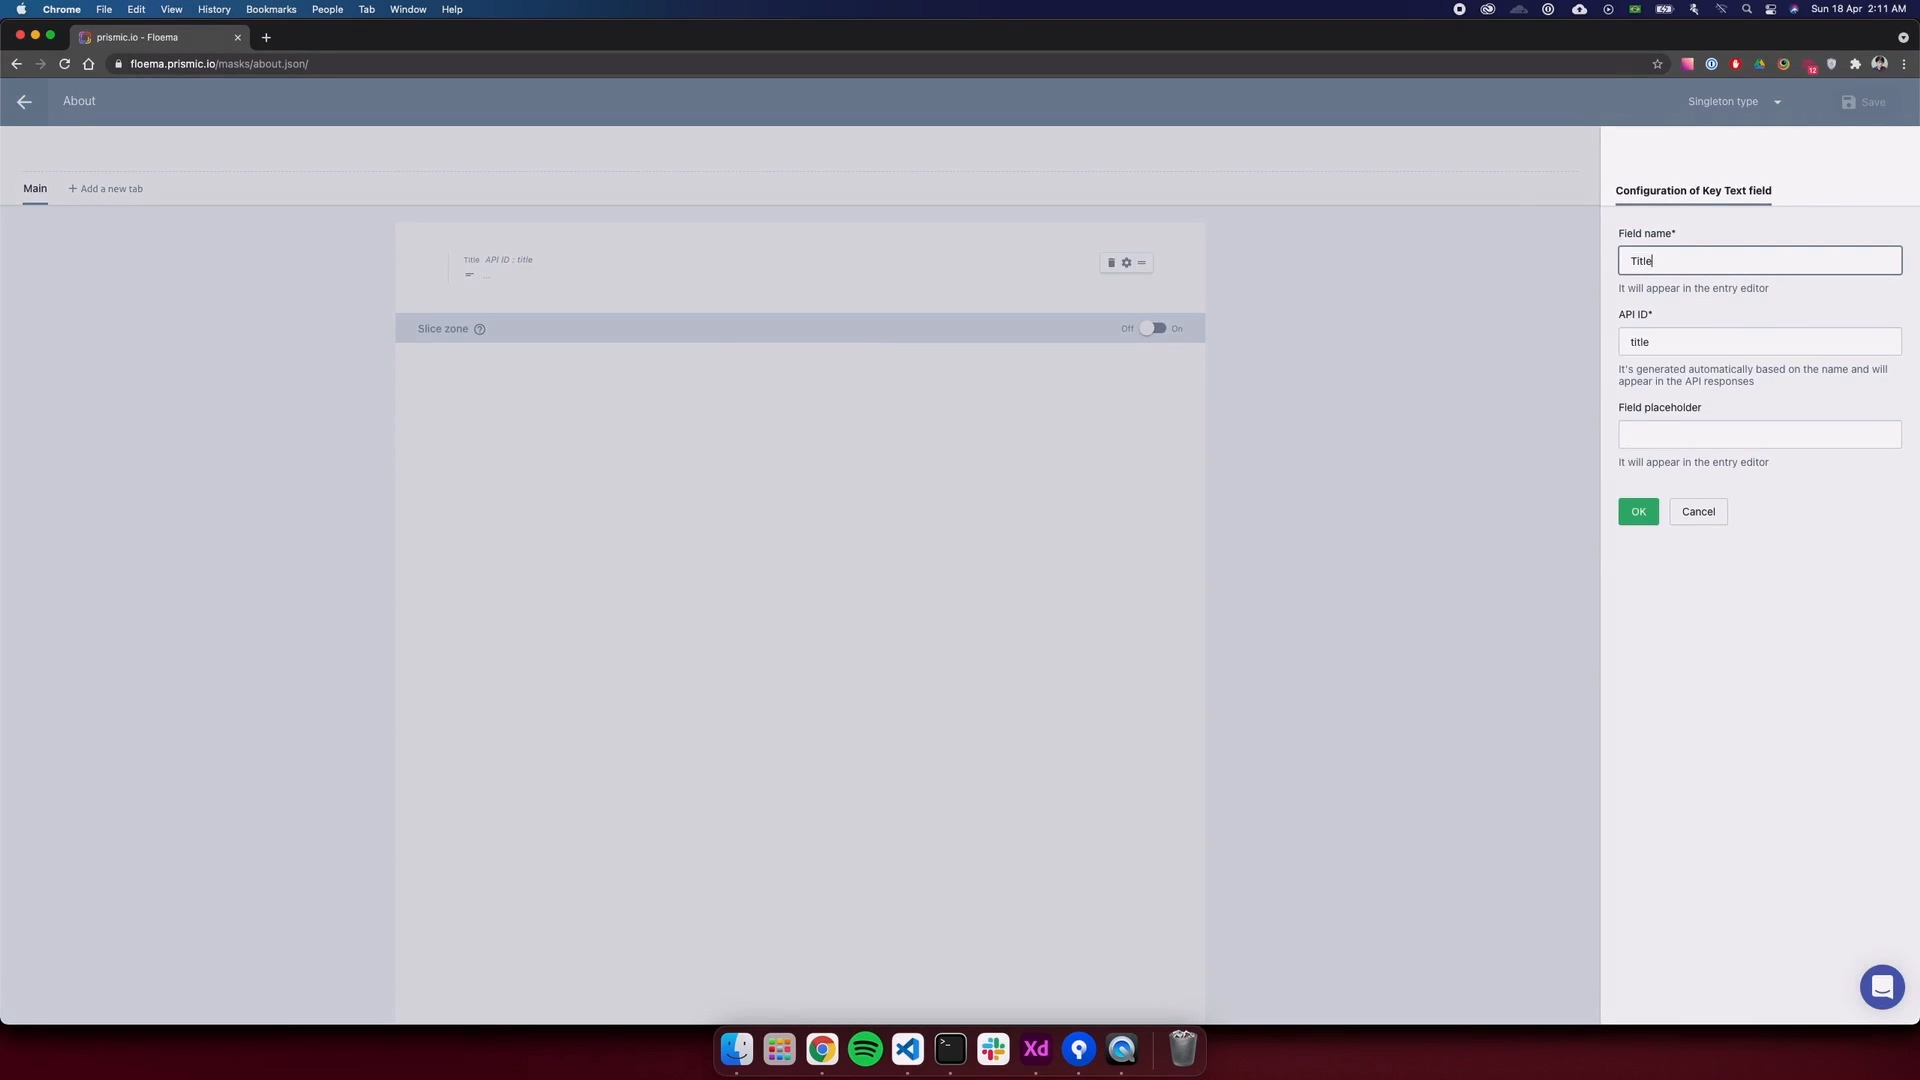 Chrome File Edit View History Bookmarks People Tab Window Help Sun 18 Apr 2:11 AM
prismic.io - Floema
floema.prismic.io/masks/about.json/
12
About Singleton type Save
Main + Add a new tab
Configuration of Key Text field
Field name*
Title
It will appear in the entry editor
API ID*
title
It's generated automatically based on the name and will
appear in the API responses
Field placeholder
It will appear in the entry editor
OK Cancel
Title API ID : title
...
Slice zone ? Off On
>_
Xd